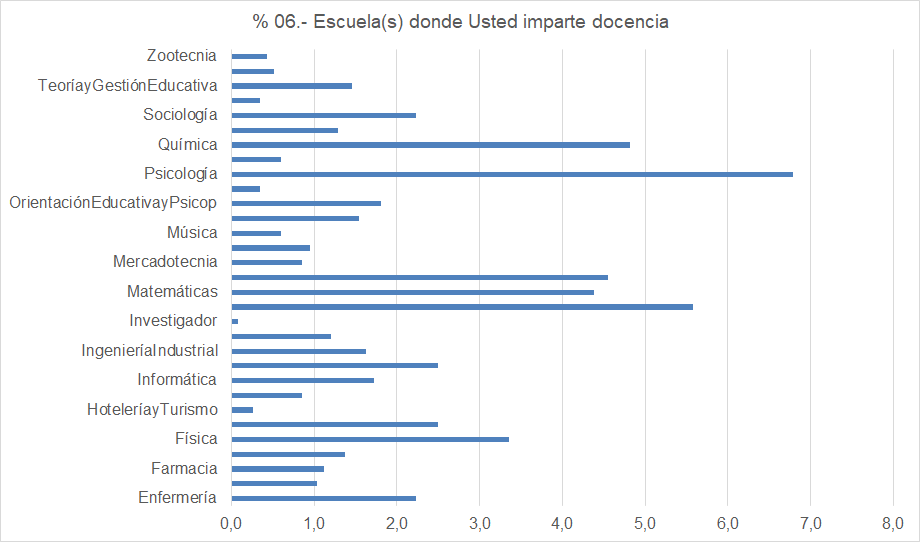 % 06.- Escuela(s) donde Usted imparte docencia
Zootecnia
TeoríayGestiónEducativa
Sociología
Química
Psicología
OrientaciónEducativayPsicop
Música
Mercadotecnia
Matemáticas
Investigador
IngenieríaIndustrial
Informática
HoteleríayTurismo
Física
Farmacia
Enfermería
0,0 1,0 2,0 3,0 4,0 5,0 6,0 7,0 8,0